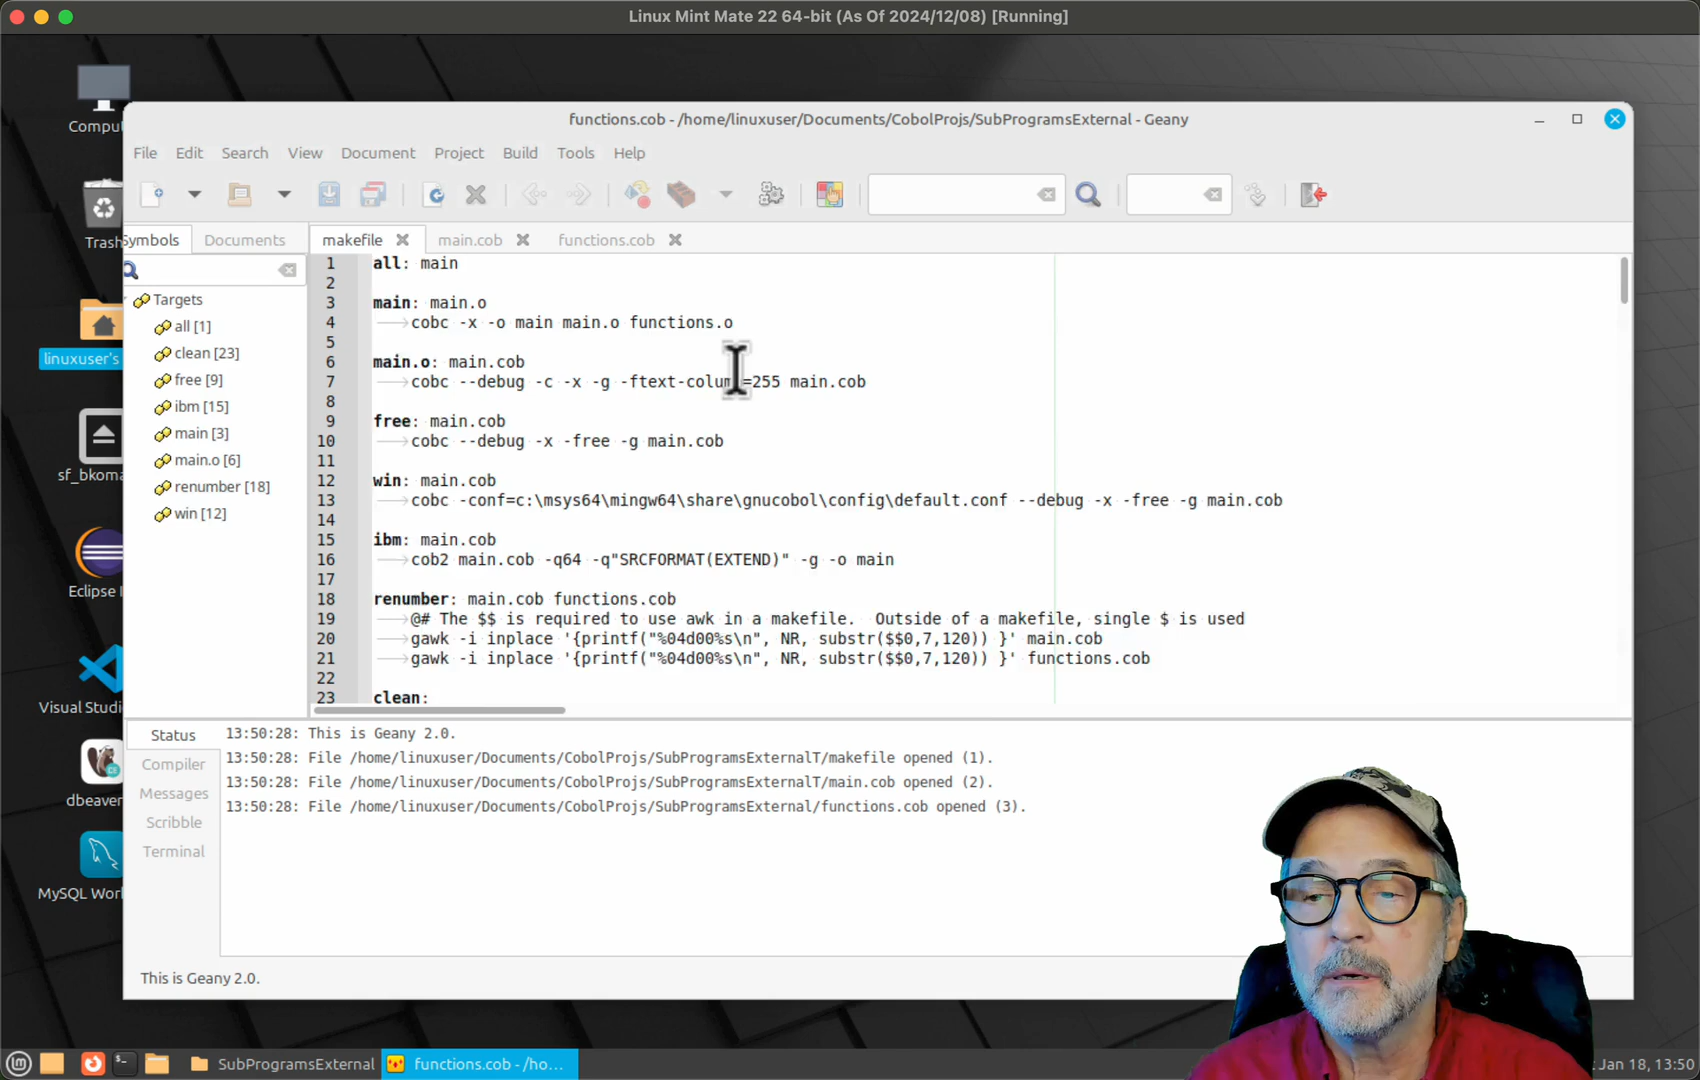 Linux Mint Mate 22 64-bit (As Of 2024/12/08) [Running]
functions.cob - /home/linuxuser/Documents/CobolProjs/SubProgramsExternal - Geany
File Edit Search View Document Project Build Tools Help
Symbols Documents makefile main.cob functions.cob
Targets
all [1]
clean [23]
free [9]
ibm [15]
main [3]
main.o [6]
renumber [18]
win [12]
1 all: main
2
3 main: main.o
4 cobc -x -o main main.o functions.o
5
6 main.o: main.cob
7 cobc --debug -c -x -g -ftext-colum =255 main.cob
8
9 free: main.cob
10 cobc --debug -x -free -g main.cob
11
12 win: main.cob
13 cobc -conf=c:\msys64\mingw64\share\gnucobol\config\default.conf --debug -x -free -g main.cob
14
15 ibm: main.cob
16 cob2 main.cob -q64 -q"SRCFORMAT(EXTEND)" -g -o main
17
18 renumber: main.cob functions.cob
19 @# The $$ is required to use awk in a makefile.  Outside of a makefile, single $ is used
20 gawk -i inplace '{printf("%04d00%s\n", NR, substr($$0,7,120)) }' main.cob
21 gawk -i inplace '{printf("%04d00%s\n", NR, substr($$0,7,120)) }' functions.cob
22
23 clean:
Status
Compiler
Messages
Scribble
Terminal
13:50:28: This is Geany 2.0.
13:50:28: File /home/linuxuser/Documents/CobolProjs/SubProgramsExternalT/makefile opened (1).
13:50:28: File /home/linuxuser/Documents/CobolProjs/SubProgramsExternalT/main.cob opened (2).
13:50:28: File /home/linuxuser/Documents/CobolProjs/SubProgramsExternal/functions.cob opened (3).
This is Geany 2.0.
Comput
Trash
linuxuser's
sf_bkoma
Eclipse I
Visual Studi
dbeaver
MySQL Wor
SubProgramsExternal
functions.cob - /ho...
Jan 18, 13:50